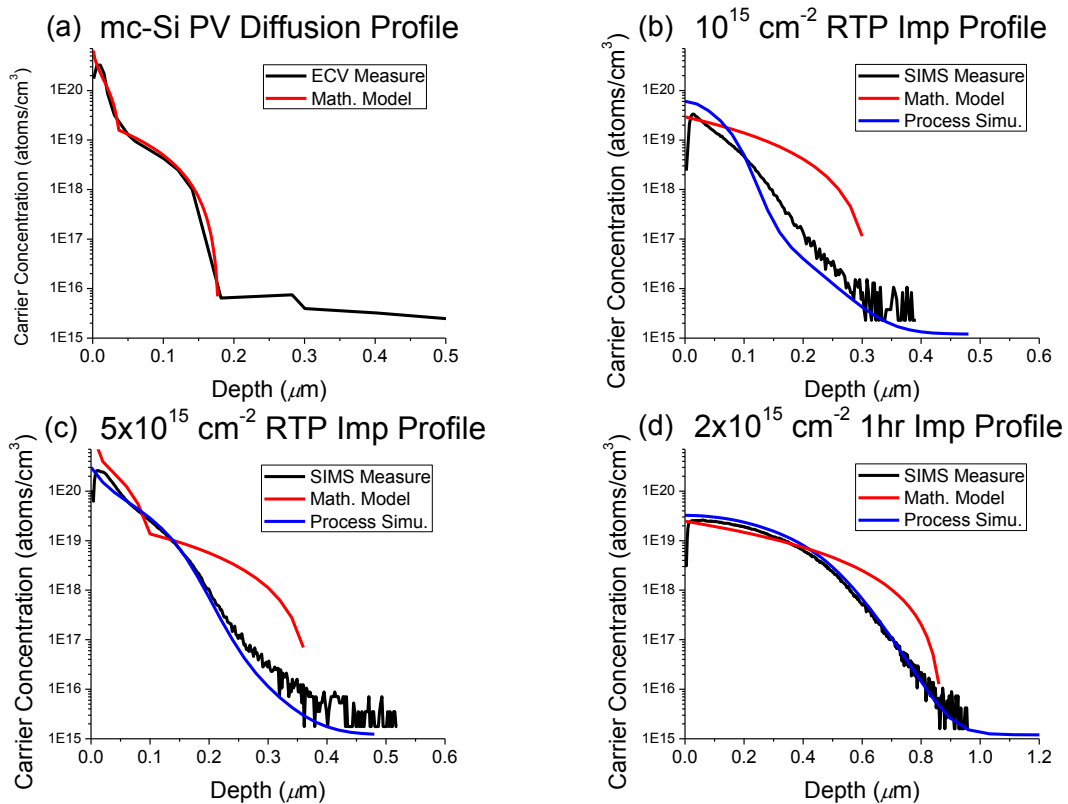 (a) mc-Si PV Diffusion Profile
ECV Measure
Math. Model
1E20
1E19
1E18
1E17
1E16
1E15
Carrier Concentration (atoms/cm³)
0.0 0.1 0.2 0.3 0.4 0.5
Depth (μm)
(b) 10¹⁵ cm⁻² RTP Imp Profile
SIMS Measure
Math. Model
Process Simu.
1E20
1E19
1E18
1E17
1E16
1E15
Carrier Concentration (atoms/cm³)
0.0 0.1 0.2 0.3 0.4 0.5 0.6
Depth (μm)
(c) 5x10¹⁵ cm⁻² RTP Imp Profile
SIMS Measure
Math. Model
Process Simu.
1E20
1E19
1E18
1E17
1E16
1E15
Carrier Concentration (atoms/cm³)
0.0 0.1 0.2 0.3 0.4 0.5 0.6
Depth (μm)
(d) 2x10¹⁵ cm⁻² 1hr Imp Profile
SIMS Measure
Math. Model
Process Simu.
1E20
1E19
1E18
1E17
1E16
1E15
Carrier Concentration (atoms/cm³)
0.0 0.2 0.4 0.6 0.8 1.0 1.2
Depth (μm)